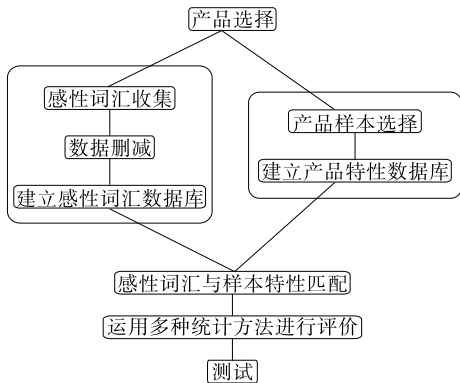 产品选择
感性词汇收集
数据删减
建立感性词汇数据库
产品样本选择
建立产品特性数据库
感性词汇与样本特性匹配
运用多种统计方法进行评价
测试